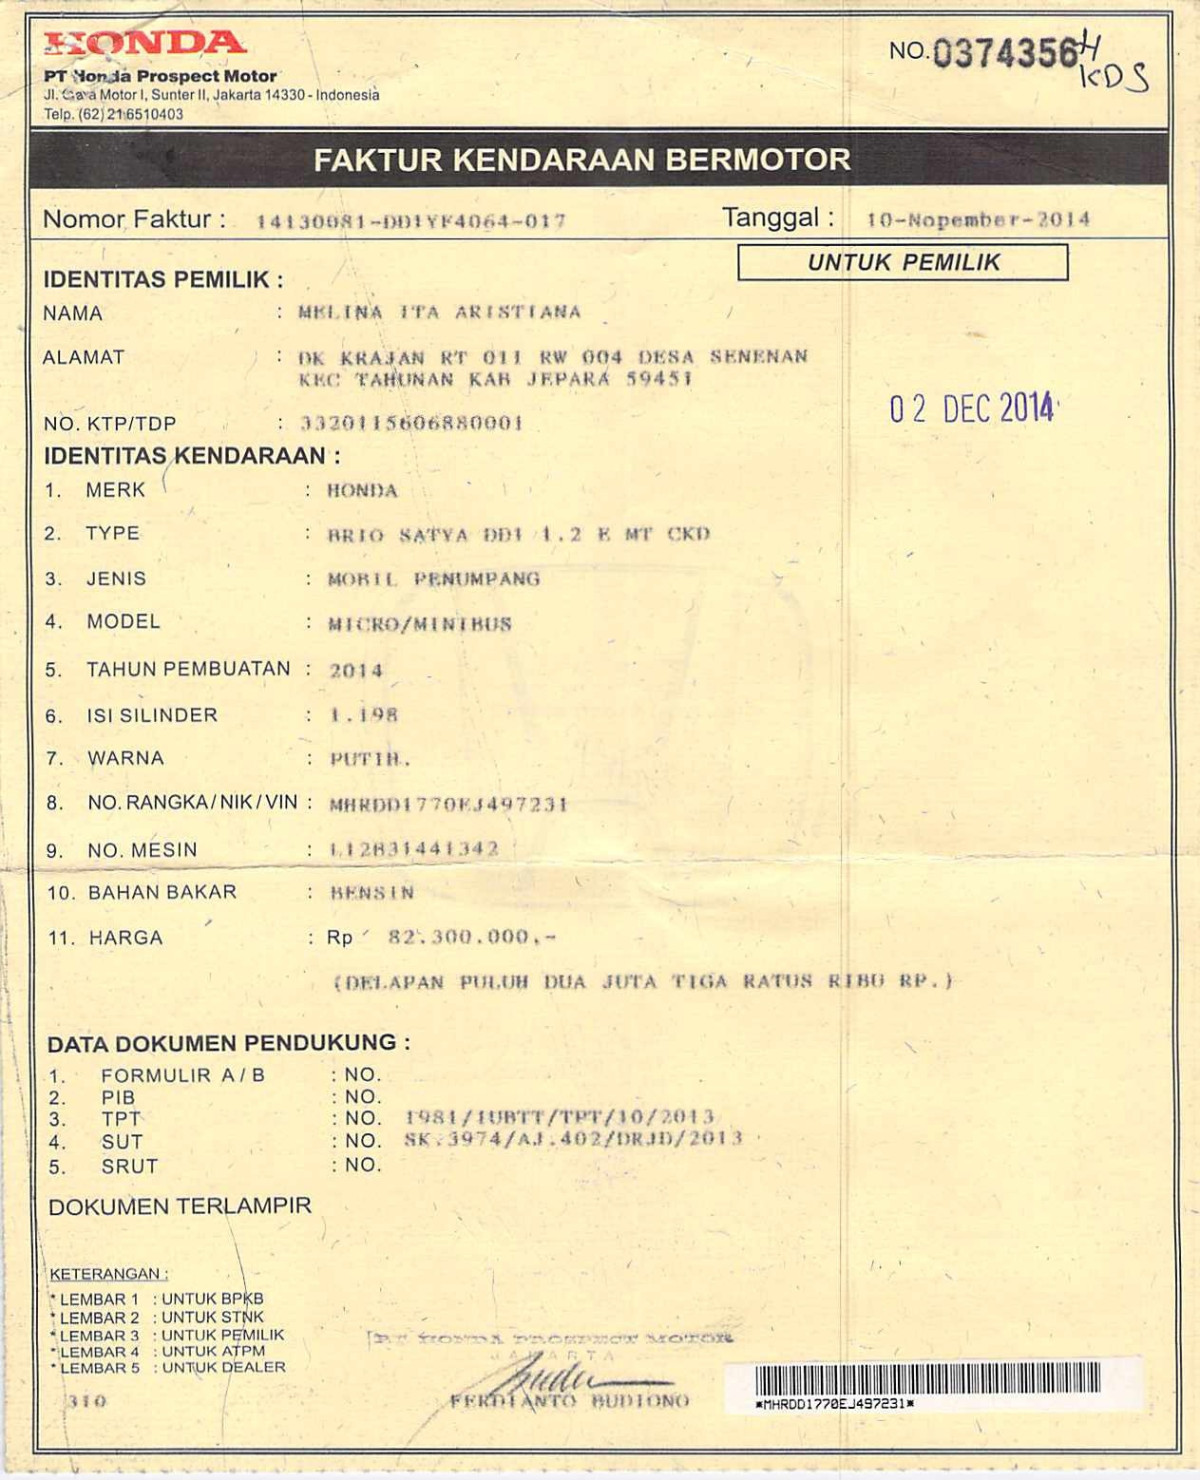 HONDA
PT Honda Prospect Motor
Jl. Gaya Motor I, Sunter II, Jakarta 14330 - Indonesia
Telp. (62) 21 6510403
NO. 0374356
H
KDS
FAKTUR KENDARAAN BERMOTOR
Nomor Faktur : 14130081-DD1YF4064-017 Tanggal : 10-Nopember-2014
UNTUK PEMILIK
IDENTITAS PEMILIK :
NAMA : MELINA ITA ARISTIANA
ALAMAT : DK KRAJAN RT 011 RW 004 DESA SENENAN
KEC TAHUNAN KAB JEPARA 59451
02 DEC 2014
NO. KTP/TDP : 3320115606880001
IDENTITAS KENDARAAN :
1. MERK : HONDA
2. TYPE : BRIO SATYA DD1 1.2 E MT CKD
3. JENIS : MOBIL PENUMPANG
4. MODEL : MICRO/MINIBUS
5. TAHUN PEMBUATAN : 2014
6. ISI SILINDER : 1.198
7. WARNA : PUTIH.
8. NO. RANGKA / NIK / VIN : MHRDD1770EJ497231
9. NO. MESIN : L12B31441342
10. BAHAN BAKAR : BENSIN
11. HARGA : Rp 82.300.000,-
(DELAPAN PULUH DUA JUTA TIGA RATUS RIBU RP.)
DATA DOKUMEN PENDUKUNG :
1. FORMULIR A / B : NO.
2. PIB : NO.
3. TPT : NO. 1981/IUBTT/TPT/10/2013
4. SUT : NO. SK.3974/AJ.402/DRJD/2013
5. SRUT : NO.
DOKUMEN TERLAMPIR
KETERANGAN :
* LEMBAR 1 : UNTUK BPKB
* LEMBAR 2 : UNTUK STNK
* LEMBAR 3 : UNTUK PEMILIK
* LEMBAR 4 : UNTUK ATPM
* LEMBAR 5 : UNTUK DEALER
310
PT HONDA PROSPECT MOTOR
JAKARTA
FERDIANTO BUDIONO
*MHRDD1770EJ497231*